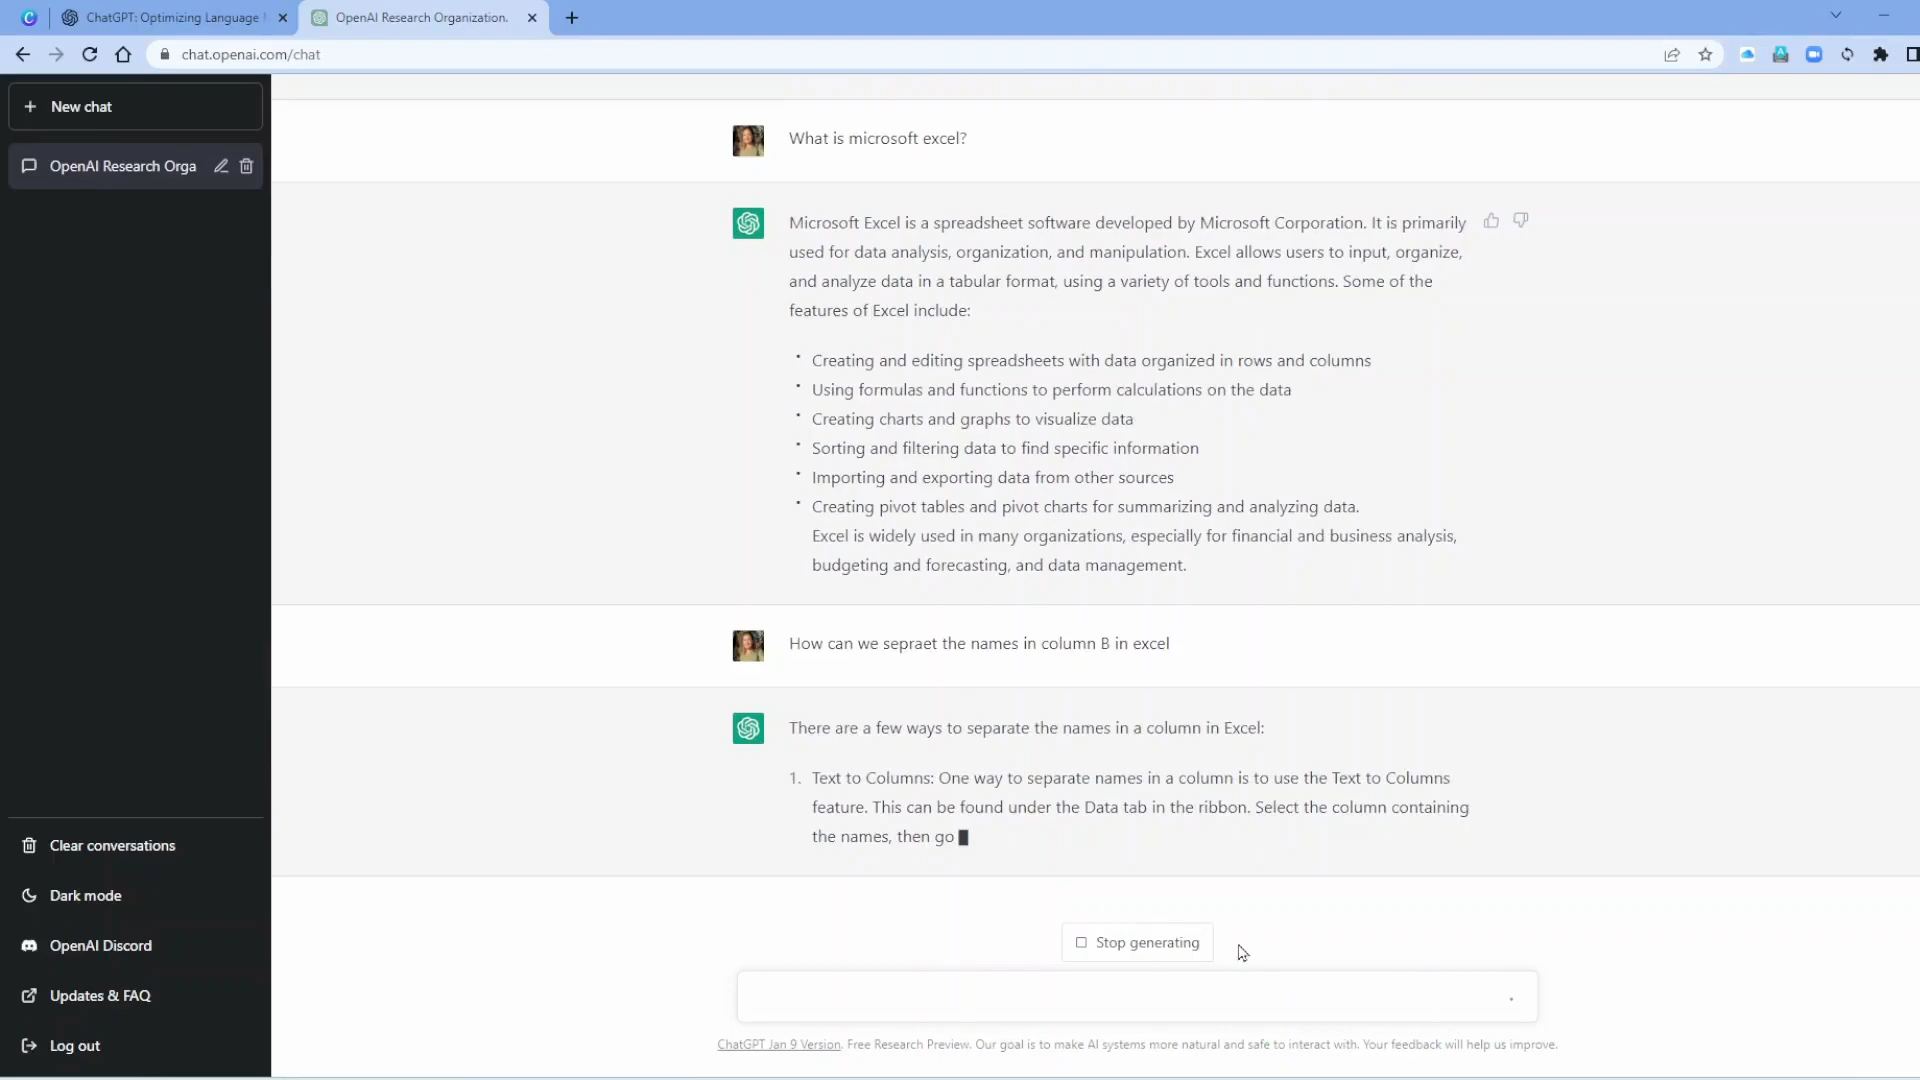 ChatGPT: Optimizing Language
OpenAI Research Organization.
chat.openai.com/chat
New chat
OpenAI Research Orga
What is microsoft excel?
Microsoft Excel is a spreadsheet software developed by Microsoft Corporation. It is primarily
used for data analysis, organization, and manipulation. Excel allows users to input, organize,
and analyze data in a tabular format, using a variety of tools and functions. Some of the
features of Excel include:
• Creating and editing spreadsheets with data organized in rows and columns
• Using formulas and functions to perform calculations on the data
• Creating charts and graphs to visualize data
• Sorting and filtering data to find specific information
• Importing and exporting data from other sources
• Creating pivot tables and pivot charts for summarizing and analyzing data.
Excel is widely used in many organizations, especially for financial and business analysis,
budgeting and forecasting, and data management.
How can we sepraet the names in column B in excel
There are a few ways to separate the names in a column in Excel:
1. Text to Columns: One way to separate names in a column is to use the Text to Columns
feature. This can be found under the Data tab in the ribbon. Select the column containing
the names, then go
Clear conversations
Dark mode
OpenAI Discord
Updates & FAQ
Log out
Stop generating
ChatGPT Jan 9 Version. Free Research Preview. Our goal is to make AI systems more natural and safe to interact with. Your feedback will help us improve.